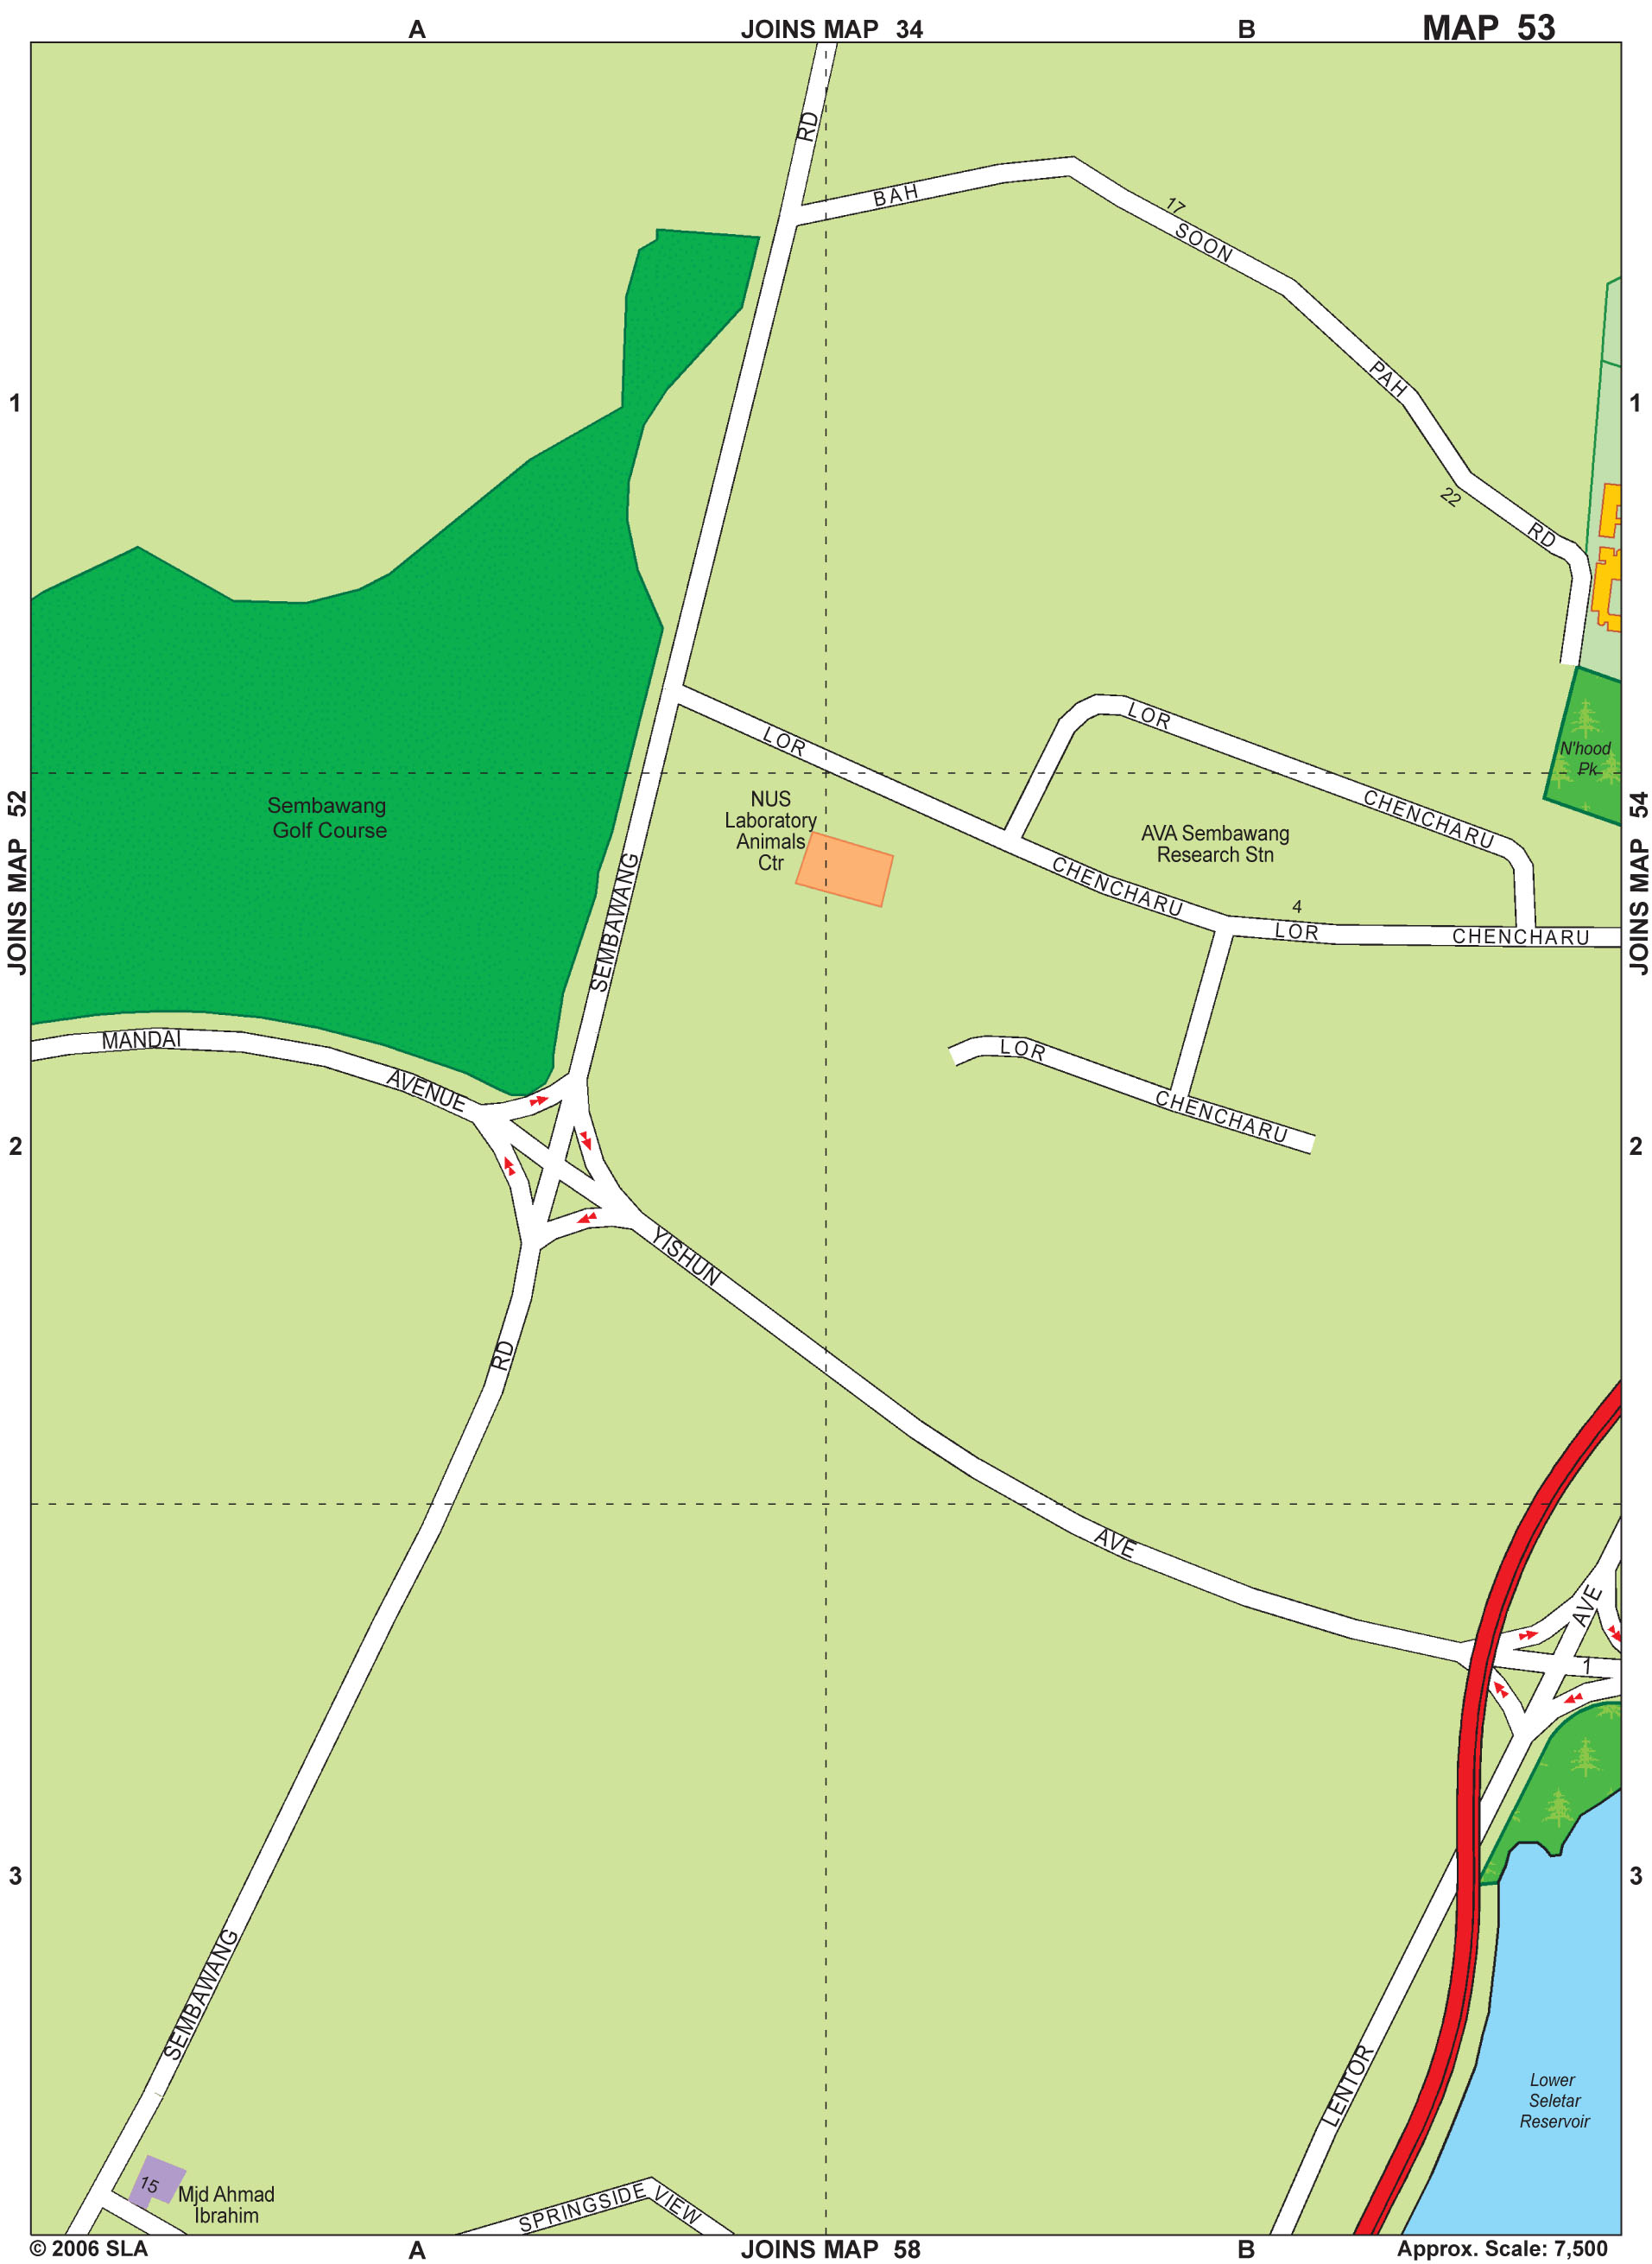 A JOINS MAP 34 B MAP 53
RD
BAH
17
SOON
1
PAH
1
22
RD
LOR
LOR
N'hood
Pk
JOINS MAP 52
JOINS MAP 54
Sembawang
Golf Course
NUS
Laboratory
Animals
Ctr
CHENCHARU
AVA Sembawang
Research Stn
SEMBAWANG
CHENCHARU
4
LOR
CHENCHARU
MANDAI
AVENUE
LOR
CHENCHARU
2
2
YISHUN
RD
AVE
AVE
1
3
3
SEMBAWANG
LENTOR
Lower
Seletar
Reservoir
15
Mjd Ahmad
Ibrahim
SPRINGSIDE VIEW
© 2006 SLA A JOINS MAP 58 B Approx. Scale: 7,500